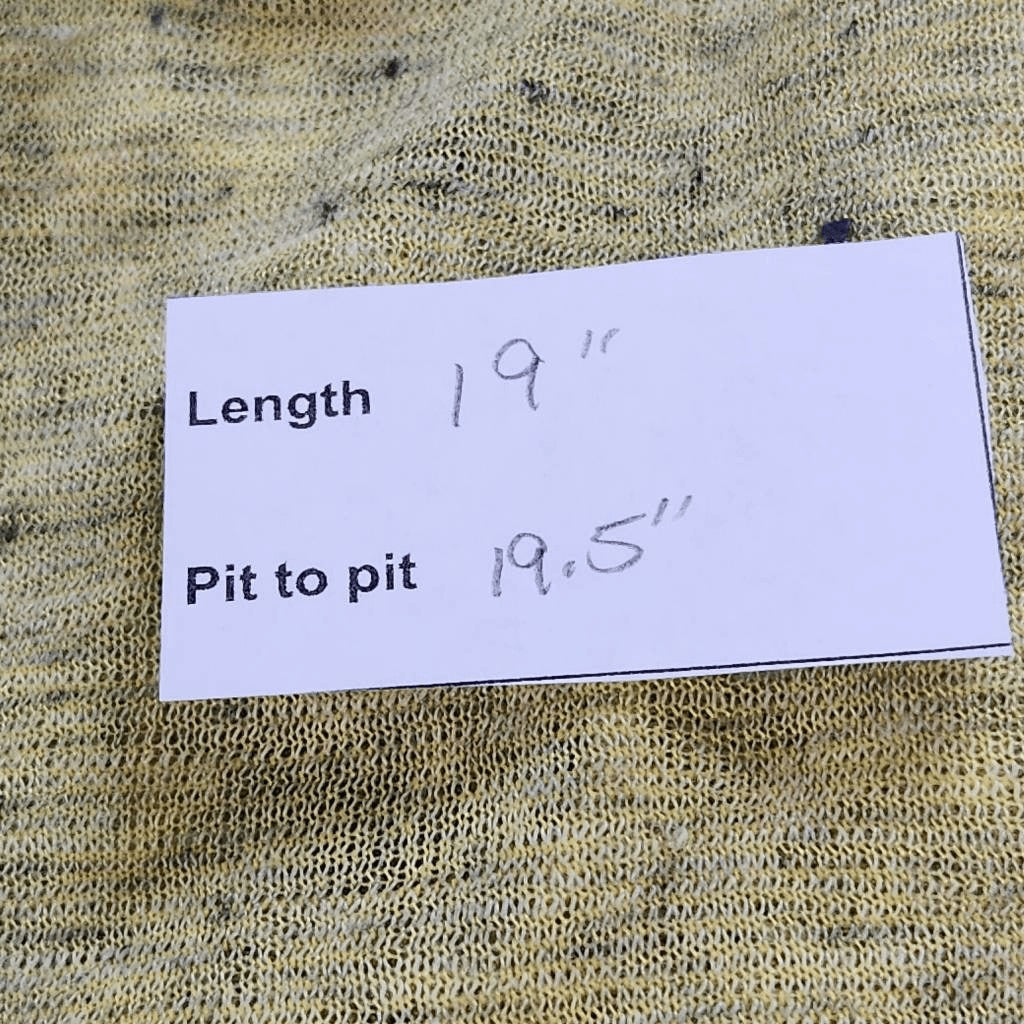 Length 19"
Pit to pit 19.5"